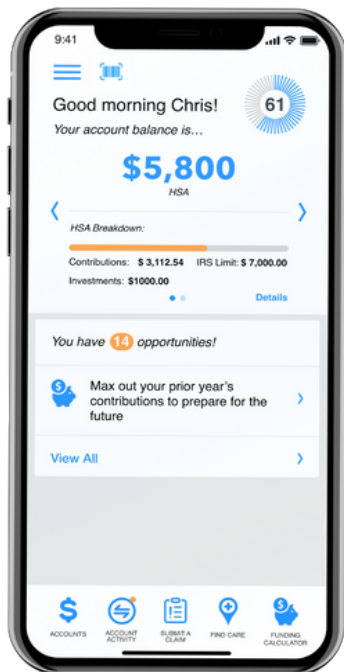 9:41
Good morning Chris!
61
Your account balance is...
$5,800
HSA
HSA Breakdown:
Contributions: $ 3,112.54 IRS Limit: $ 7,000.00
Investments: $1000.00
Details
You have 14 opportunities!
Max out your prior year's
contributions to prepare for the
future
View All
ACCOUNTS
ACCOUNT
ACTIVITY
SUBMIT A
CLAIM
FIND CARE
FUNDING
CALCULATOR